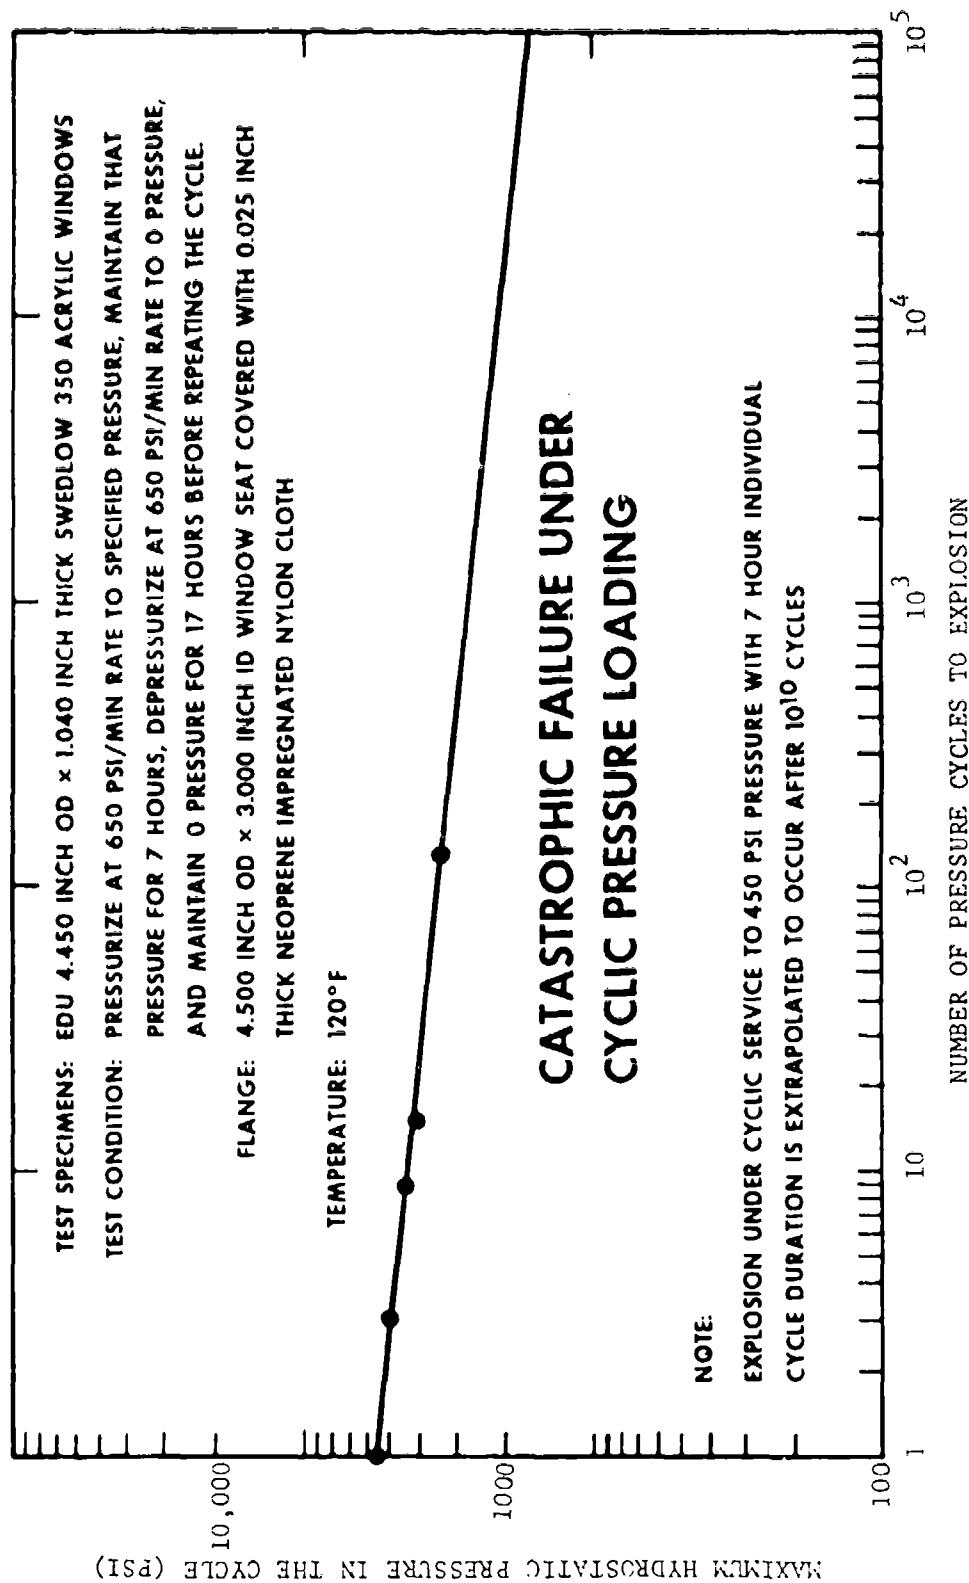 TEST SPECIMENS: EDU 4.450 INCH OD × 1.040 INCH THICK SWEDLOW 350 ACRYLIC WINDOWS
TEST CONDITION: PRESSURIZE AT 650 PSI/MIN RATE TO SPECIFIED PRESSURE, MAINTAIN THAT
PRESSURE FOR 7 HOURS, DEPRESSURIZE AT 650 PSI/MIN RATE TO 0 PRESSURE,
AND MAINTAIN 0 PRESSURE FOR 17 HOURS BEFORE REPEATING THE CYCLE.
FLANGE: 4.500 INCH OD × 3.000 INCH ID WINDOW SEAT COVERED WITH 0.025 INCH
THICK NEOPRENE IMPREGNATED NYLON CLOTH
TEMPERATURE: 120°F
CATASTROPHIC FAILURE UNDER
CYCLIC PRESSURE LOADING
NOTE:
EXPLOSION UNDER CYCLIC SERVICE TO 450 PSI PRESSURE WITH 7 HOUR INDIVIDUAL
CYCLE DURATION IS EXTRAPOLATED TO OCCUR AFTER 10¹⁰ CYCLES
MAXIMUM HYDROSTATIC PRESSURE IN THE CYCLE (PSI)
10,000
1000
100
1
10
10²
10³
10⁴
10⁵
NUMBER OF PRESSURE CYCLES TO EXPLOSION